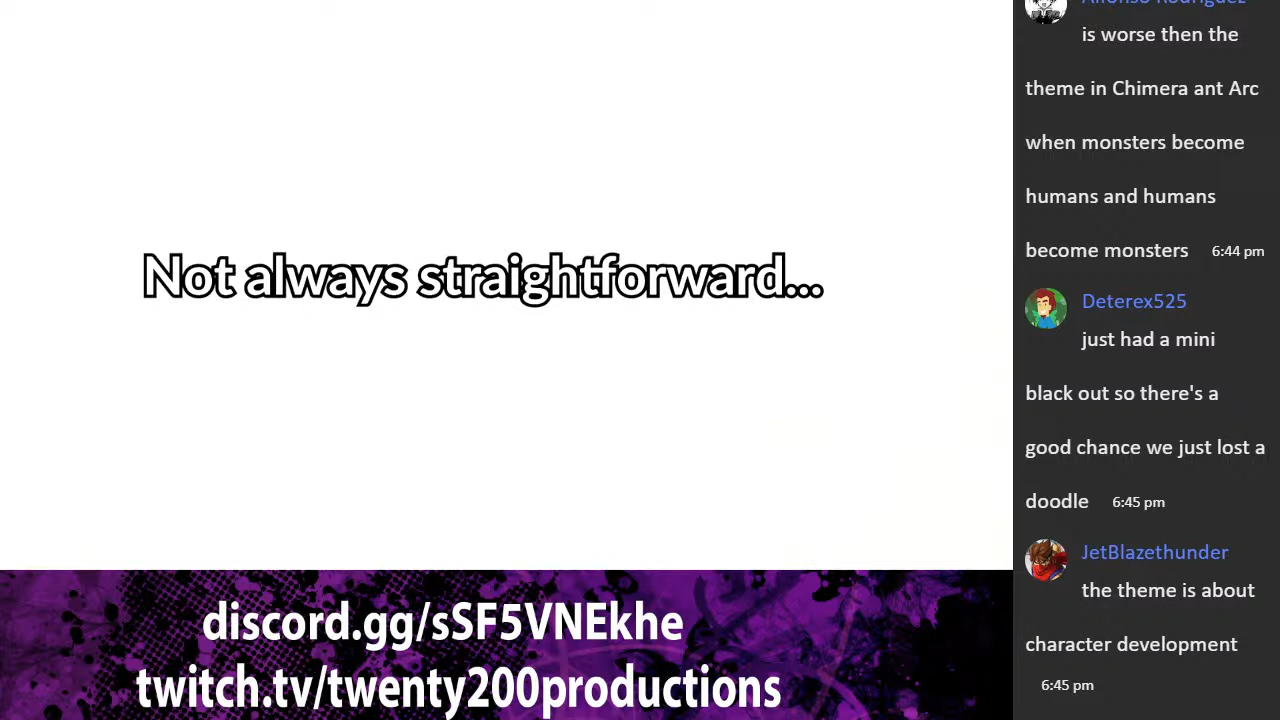 Not always straightforward...
discord.gg/sSF5VNEkhe
twitch.tv/twenty200productions
Alfonso Rodriguez
is worse then the
theme in Chimera ant Arc
when monsters become
humans and humans
become monsters 6:44 pm
Deterex525
just had a mini
black out so there's a
good chance we just lost a
doodle 6:45 pm
JetBlazethunder
the theme is about
character development
6:45 pm